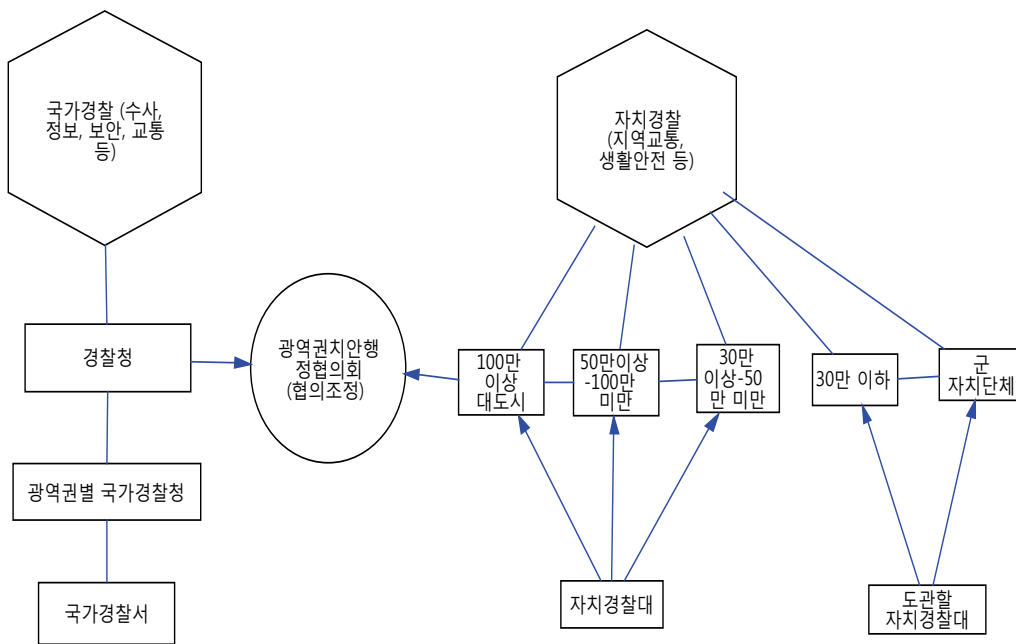 국가경찰 (수사,
정보, 보안, 교통
등)
자치경찰
(지역교통,
생활안전 등)
경찰청
광역권치안행
정협의회
(협의조정)
100만
이상
대도시
50만이상
-100만
미만
30만
이상-50
만 미만
30만 이하
군
자치단체
광역권별 국가경찰청
국가경찰서
자치경찰대
도관할
자치경찰대